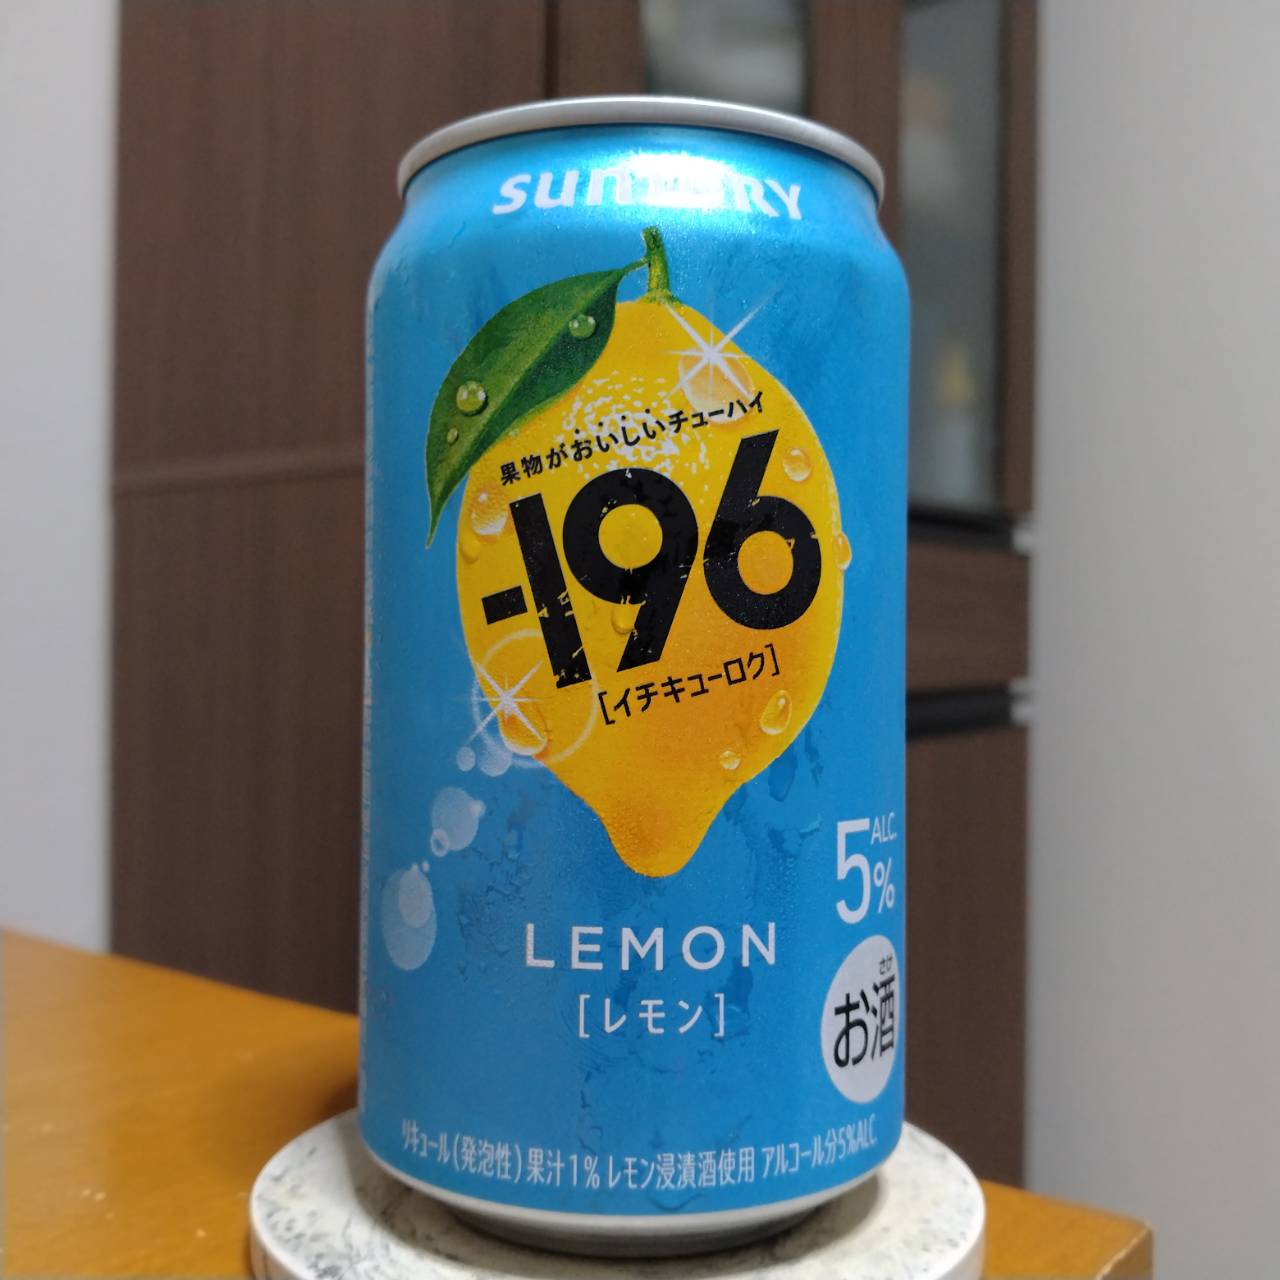 SUNTORY
果物がおいしいチューハイ
-196
[イチキューロク]
ALC.
5%
LEMON
[レモン]
さけ
お酒
リキュール(発泡性)果汁1% レモン浸漬酒使用 アルコール分5%ALC.